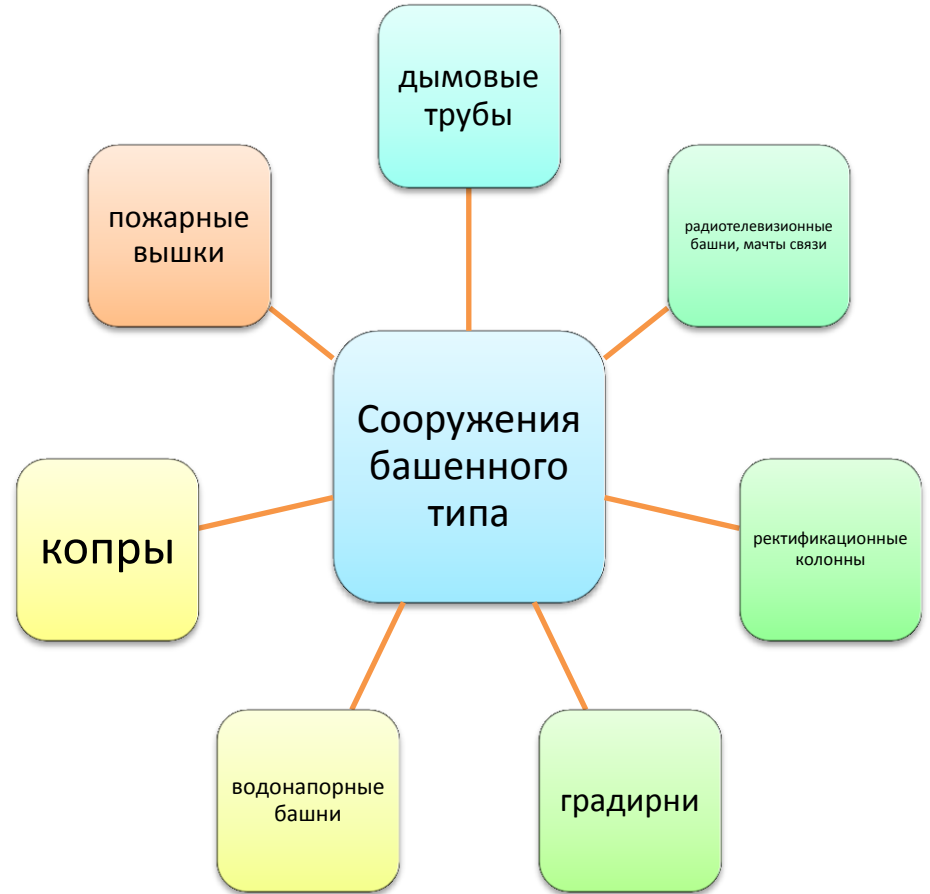 дымовые
трубы
пожарные
вышки
радиотелевизионные
башни, мачты связи
Сооружения
башенного
типа
копры
ректификационные
колонны
водонапорные
башни
градирни